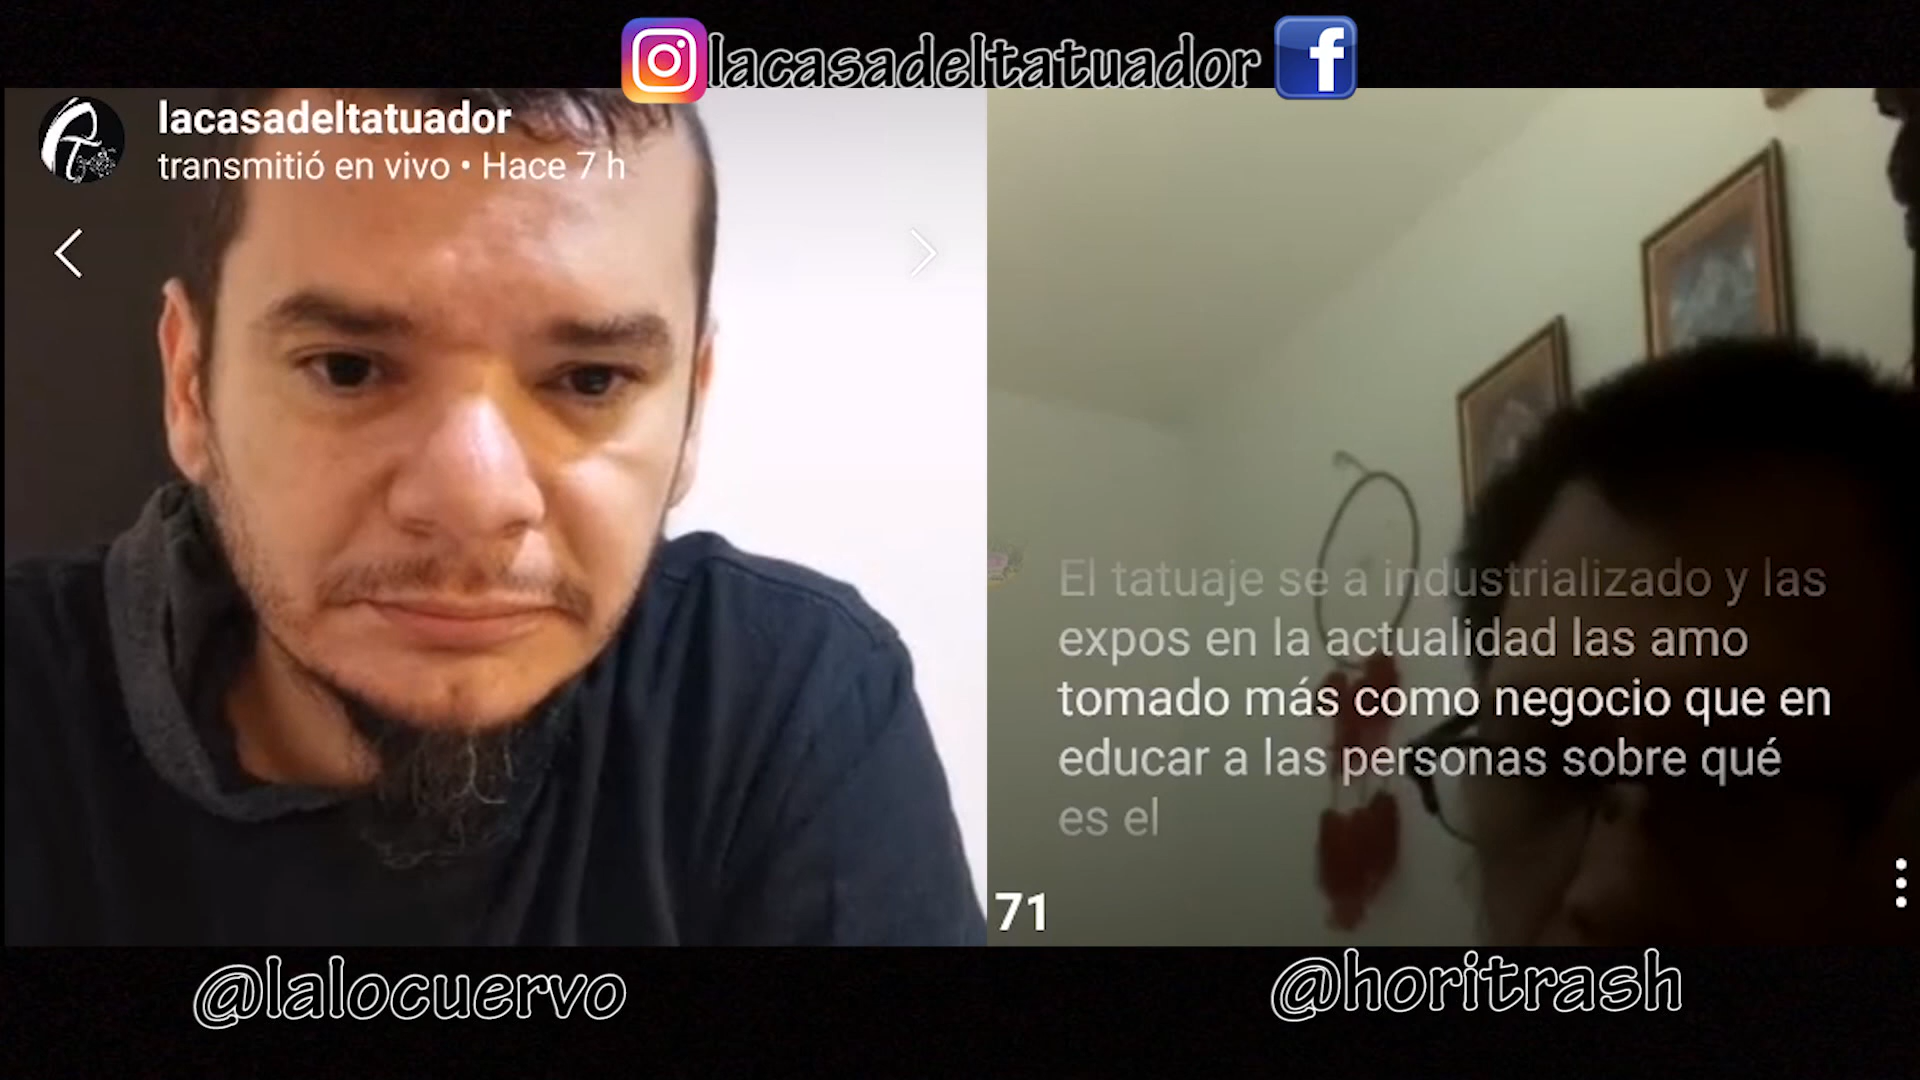 lacasadeltatuador
lacasadeltatuador
transmitió en vivo • Hace 7 h
El tatuaje se a industrializado y las
expos en la actualidad las amo
tomado más como negocio que en
educar a las personas sobre qué
es el
71
@lalocuervo
@horitrash